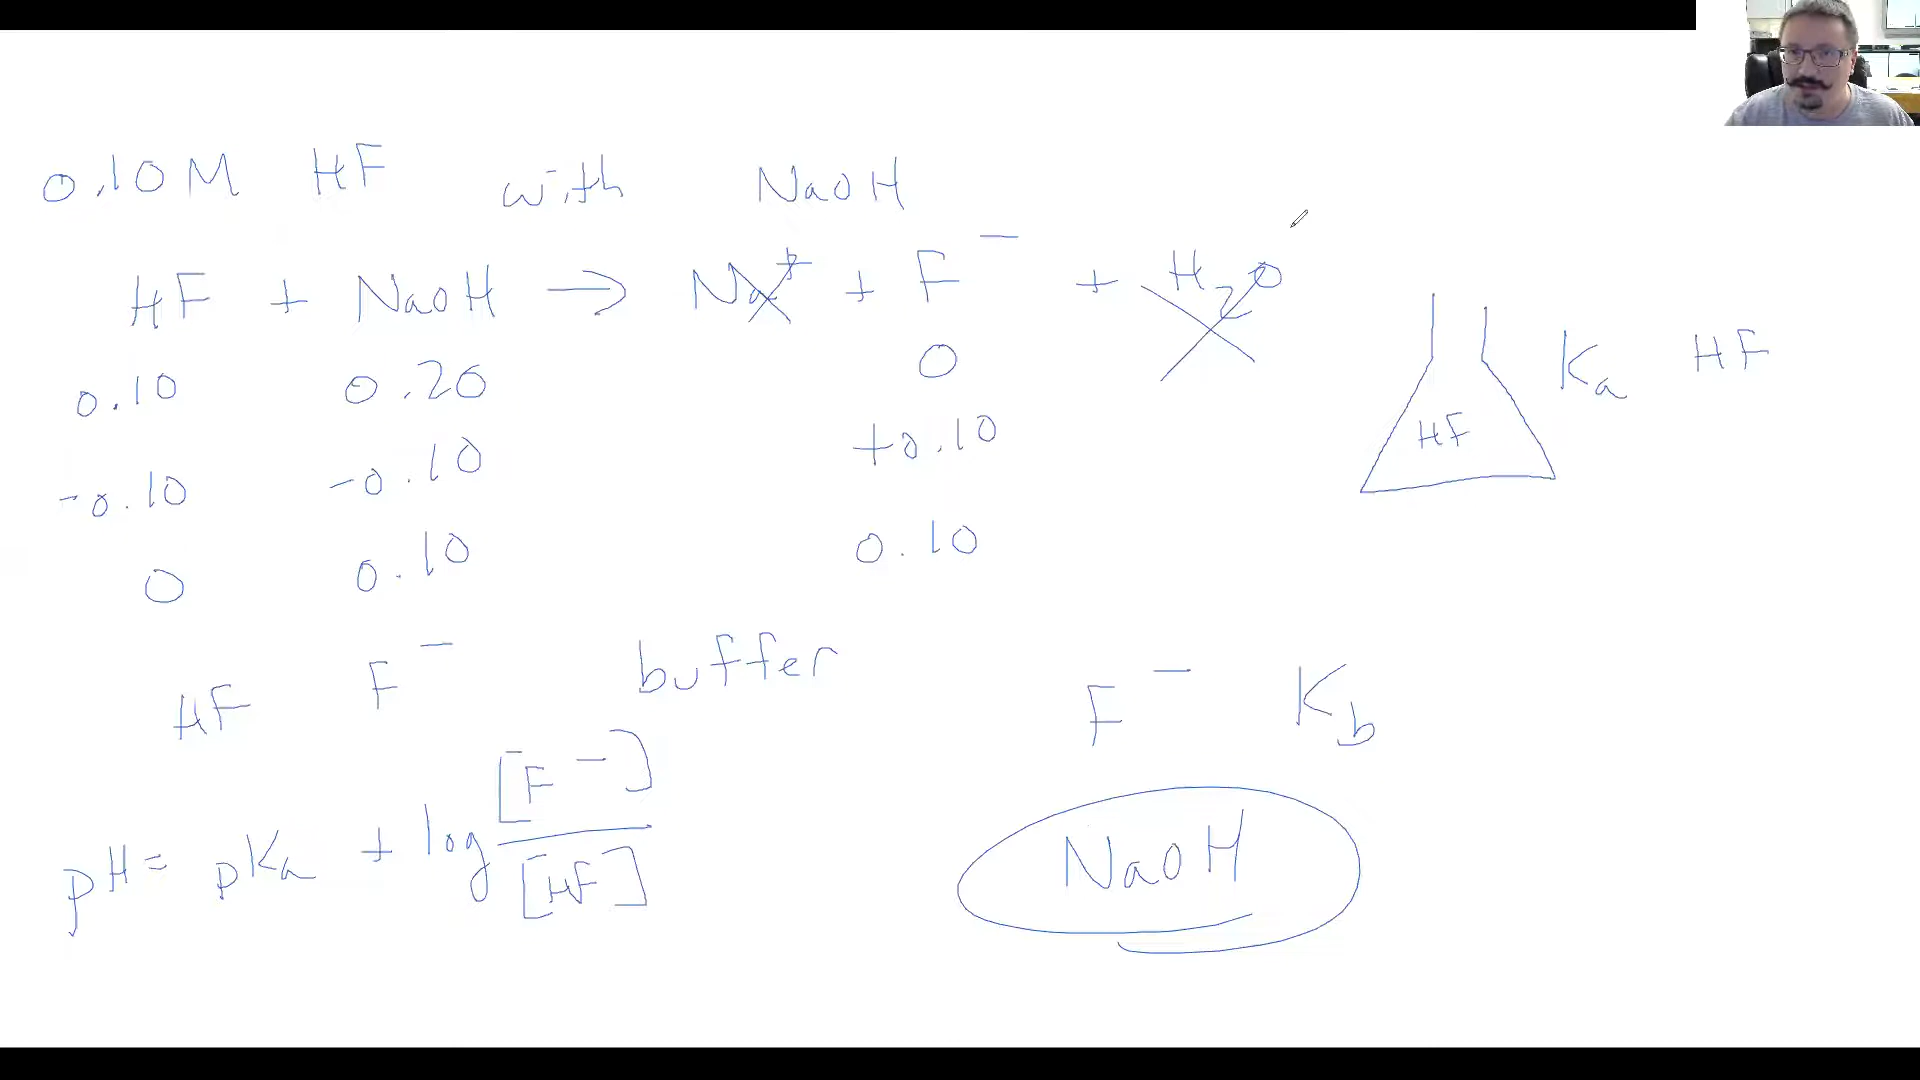 0.10 M HF with NaOH
HF + NaOH → Na⁺ + F⁻ + H₂O
0.10 0.20 0
-0.10 -0.10 +0.10
0 0.10 0.10
Ka HF
HF
HF F⁻ buffer
pH = pKa + log [F⁻] / [HF]
F⁻ Kb
NaOH